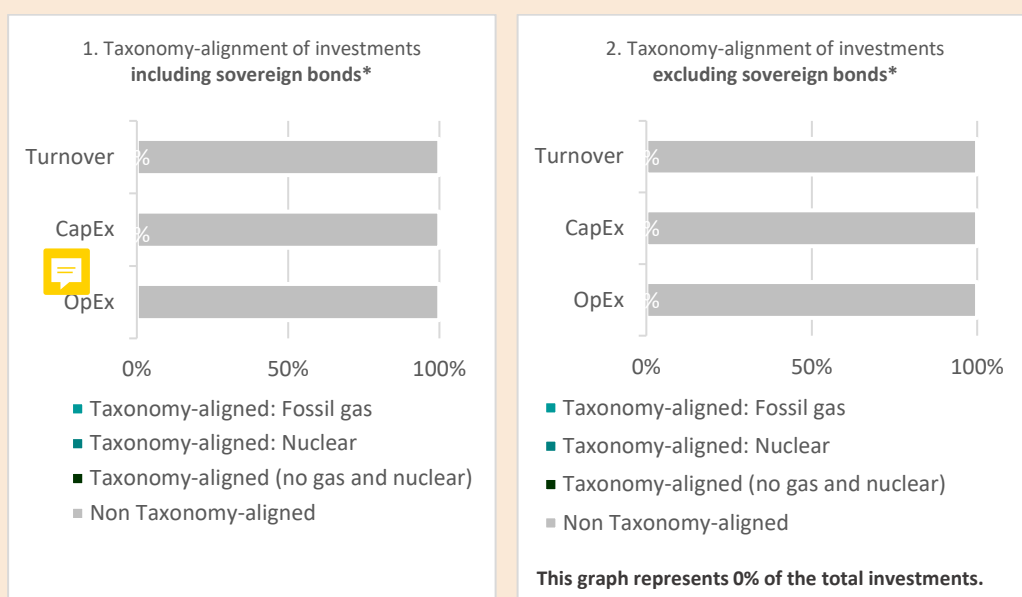 1. Taxonomy-alignment of investments
including sovereign bonds*
Turnover
%
CapEx
%
OpEx
0%
50%
100%
Taxonomy-aligned: Fossil gas
Taxonomy-aligned: Nuclear
Taxonomy-aligned (no gas and nuclear)
Non Taxonomy-aligned
2. Taxonomy-alignment of investments
excluding sovereign bonds*
Turnover
%
CapEx
%
OpEx
%
0%
50%
100%
Taxonomy-aligned: Fossil gas
Taxonomy-aligned: Nuclear
Taxonomy-aligned (no gas and nuclear)
Non Taxonomy-aligned
This graph represents 0% of the total investments.